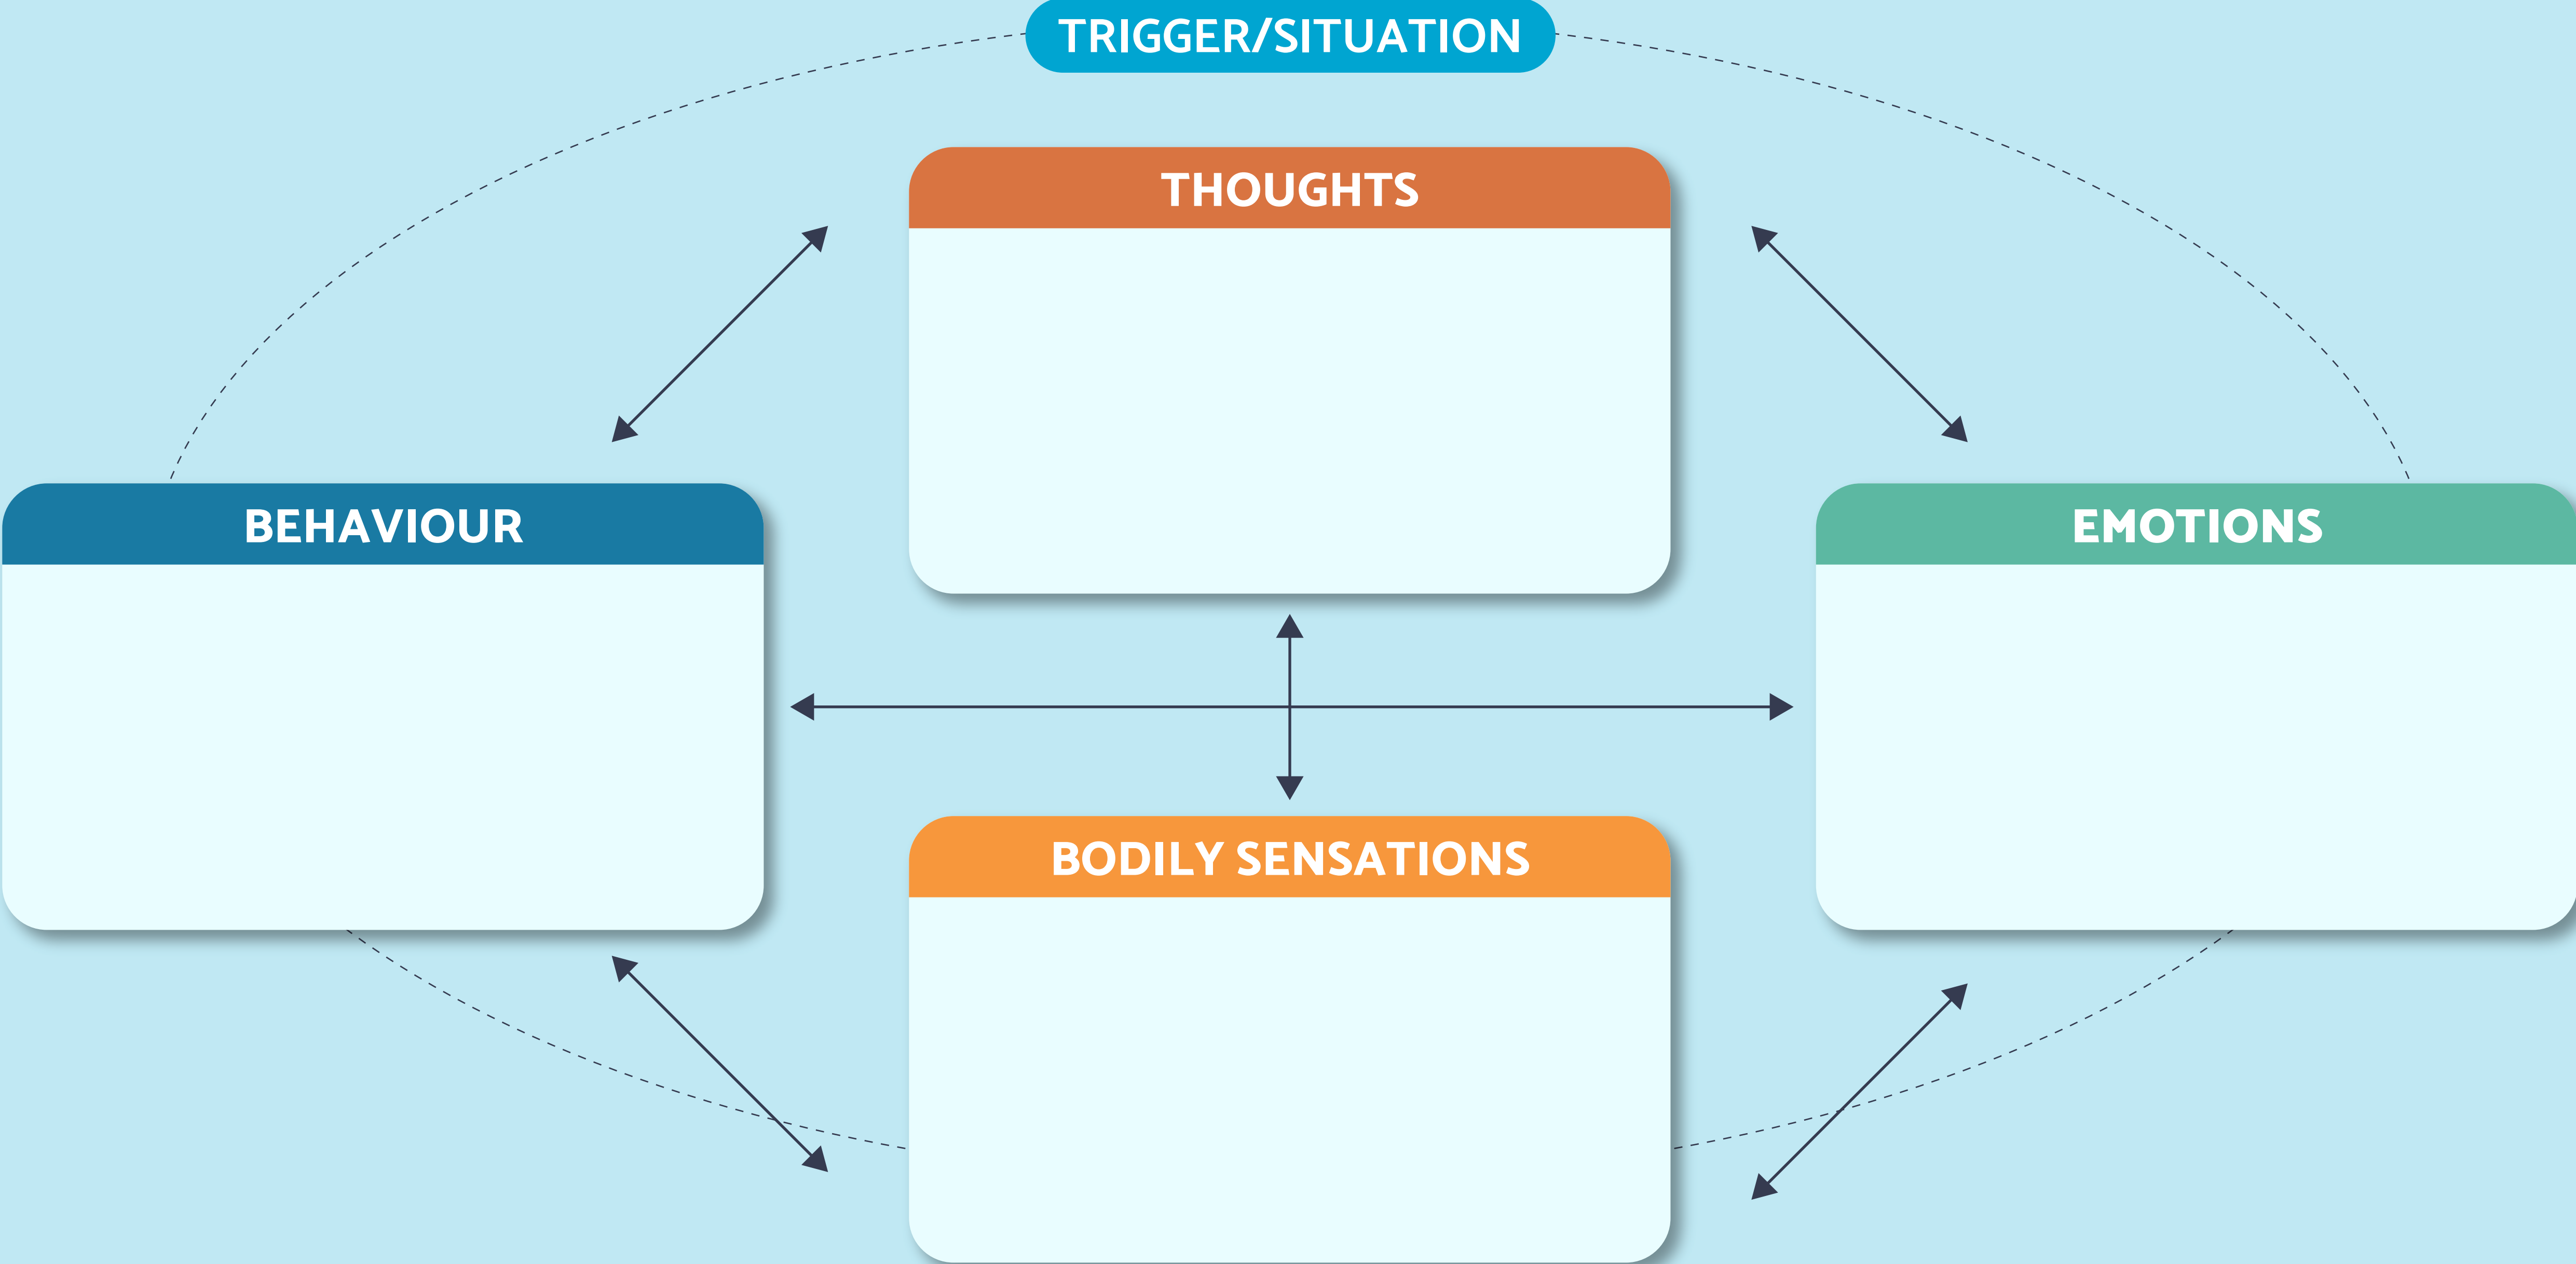 TRIGGER/SITUATION
THOUGHTS
BEHAVIOUR
EMOTIONS
BODILY SENSATIONS